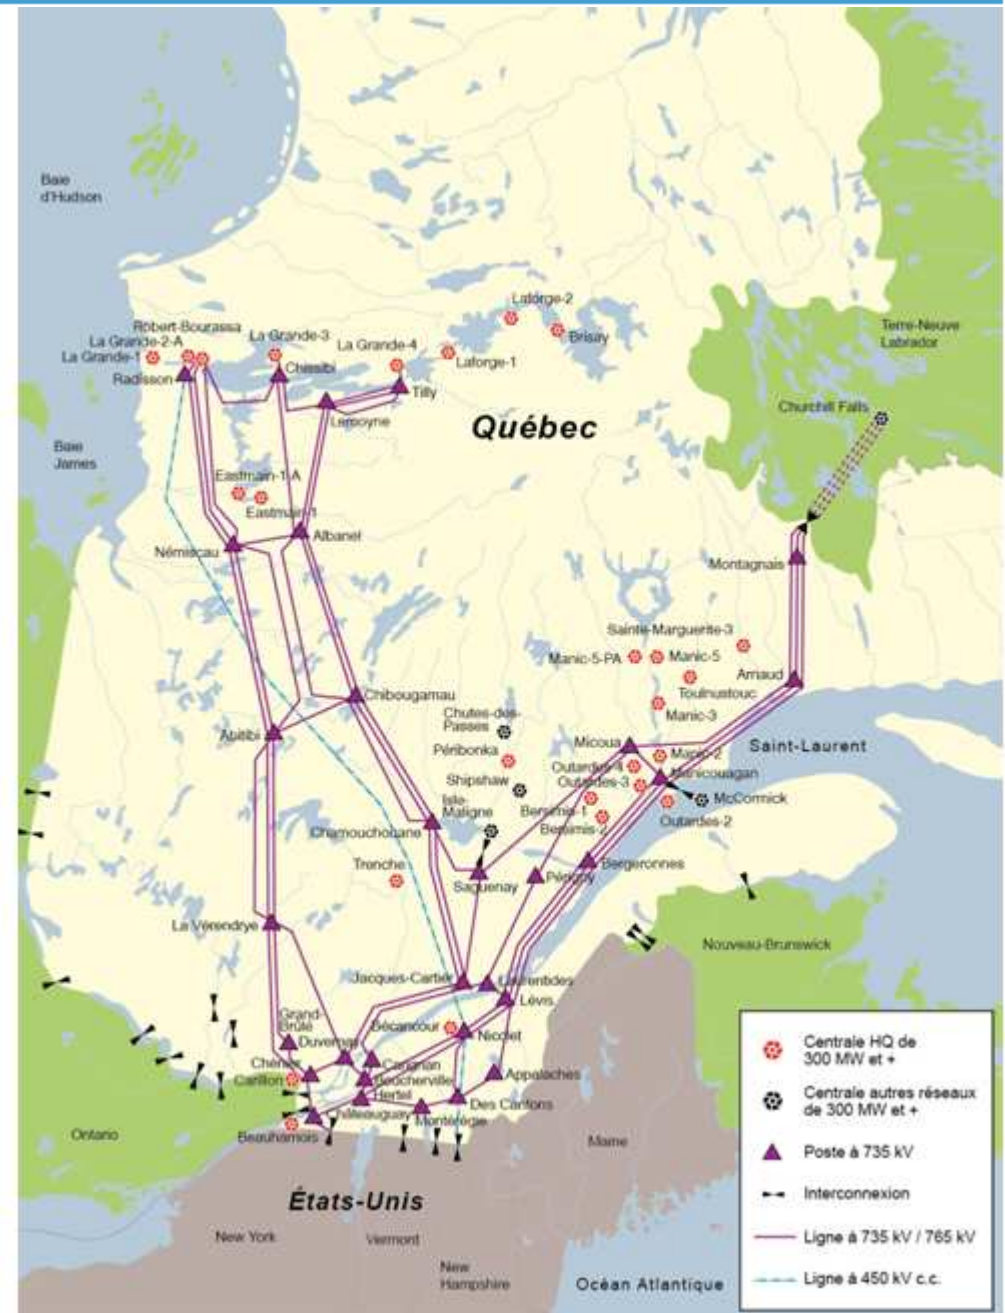 Baie
d'Hudson
Laforge-2
Robert-Bourassa
La Grande-2-A
La Grande-1
La Grande-3
La Grande-4
Brisay
Laforge-1
Terre-Neuve
Labrador
Radisson
Chissibi
Tilly
Lemoyne
Québec
Churchill Falls
Baie
James
Eastmain-1-A
Eastmain-1
Némiscau
Albanel
Montagnais
Sainte-Marguerite-3
Manic-5-PA
Manic-5
Arnaud
Toulnustouc
Chibougamau
Manic-3
Chutes-des-
Passes
Abitibi
Micoua
Saint-Laurent
Péribonka
Manic-2
Outardes-4
Manicouagan
Shipshaw
Outardes-3
McCormick
Isle-
Maligne
Bersimis-1
Outardes-2
Bersimis-2
Chamouchouane
Trenche
Bergeronnes
Saguenay
Périgny
La Vérendrye
Nouveau-Brunswick
Jacques-Cartier
Laurentides
Lévis
Grand-
Brûlé
Bécancour
Nicolet
Duvernay
Chénier
Carignan
Carillon
Boucherville
Appalaches
Hertel
Des Cantons
Châteauguay
Montérégie
Ontario
Beauharnois
Maine
États-Unis
New York
Vermont
New
Hampshire
Océan Atlantique
Centrale HQ de
300 MW et +
Centrale autres réseaux
de 300 MW et +
Poste à 735 kV
Interconnexion
Ligne à 735 kV / 765 kV
Ligne à 450 kV c.c.